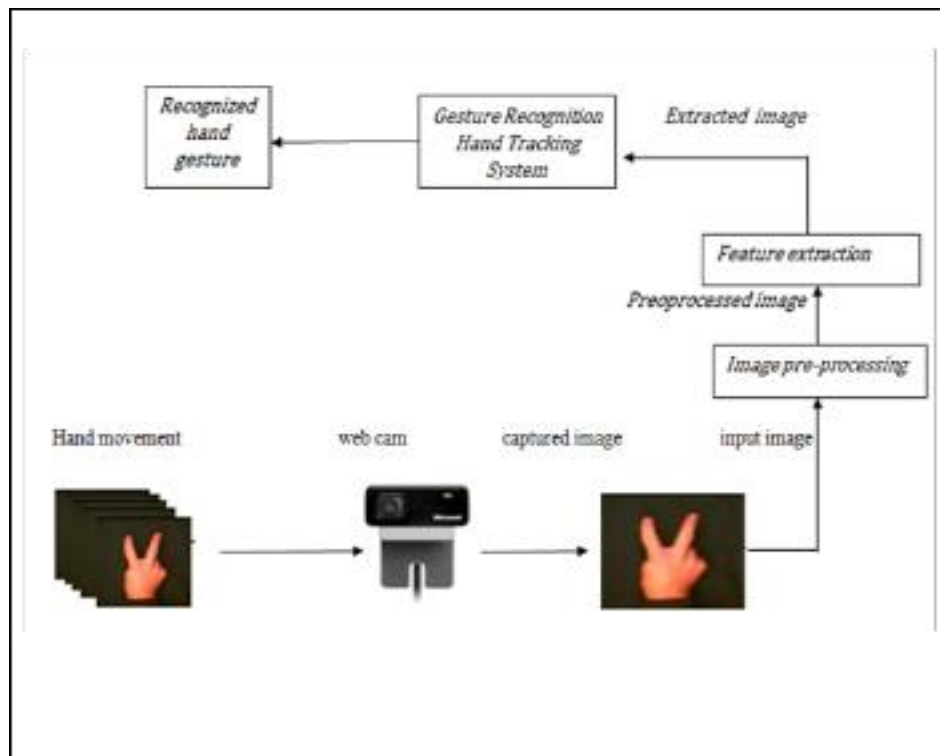 Recognized
hand
gesture
Gesture Recognition
Hand Tracking
System
Extracted image
Feature extraction
Preoprocessed image
Image pre-processing
Hand movement
web cam
captured image
input image